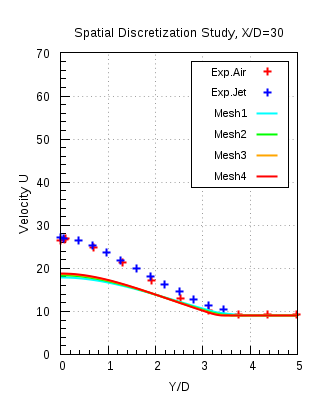 Spatial Discretization Study, X/D=30
70
60
50
40
30
20
10
0
Velocity U
Exp.Air
Exp.Jet
Mesh1
Mesh2
Mesh3
Mesh4
0 1 2 3 4 5
Y/D